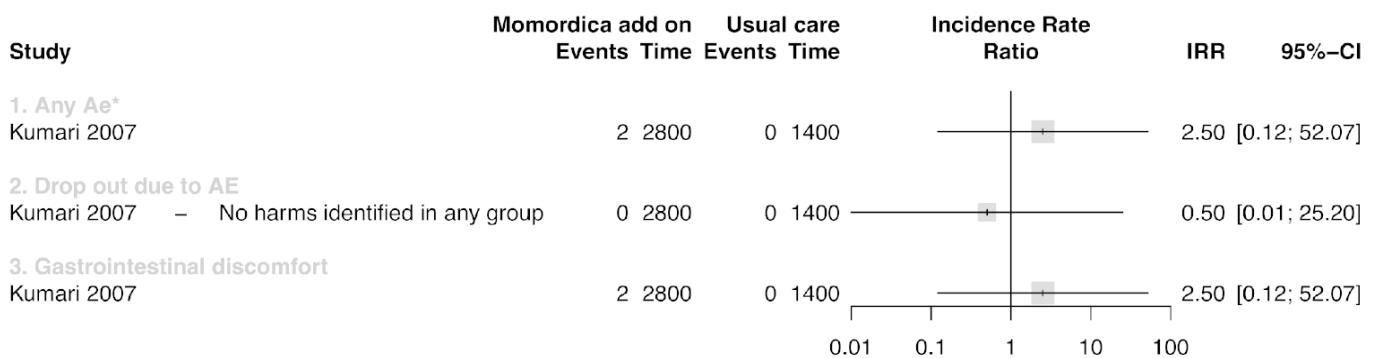 Momordica add on Usual care Incidence Rate
Study Events Time Events Time Ratio IRR 95%−CI
1. Any Ae*
Kumari 2007 2 2800 0 1400 2.50 [0.12; 52.07]
2. Drop out due to AE
Kumari 2007 − No harms identified in any group 0 2800 0 1400 0.50 [0.01; 25.20]
3. Gastrointestinal discomfort
Kumari 2007 2 2800 0 1400 2.50 [0.12; 52.07]
0.01 0.1 1 10 100